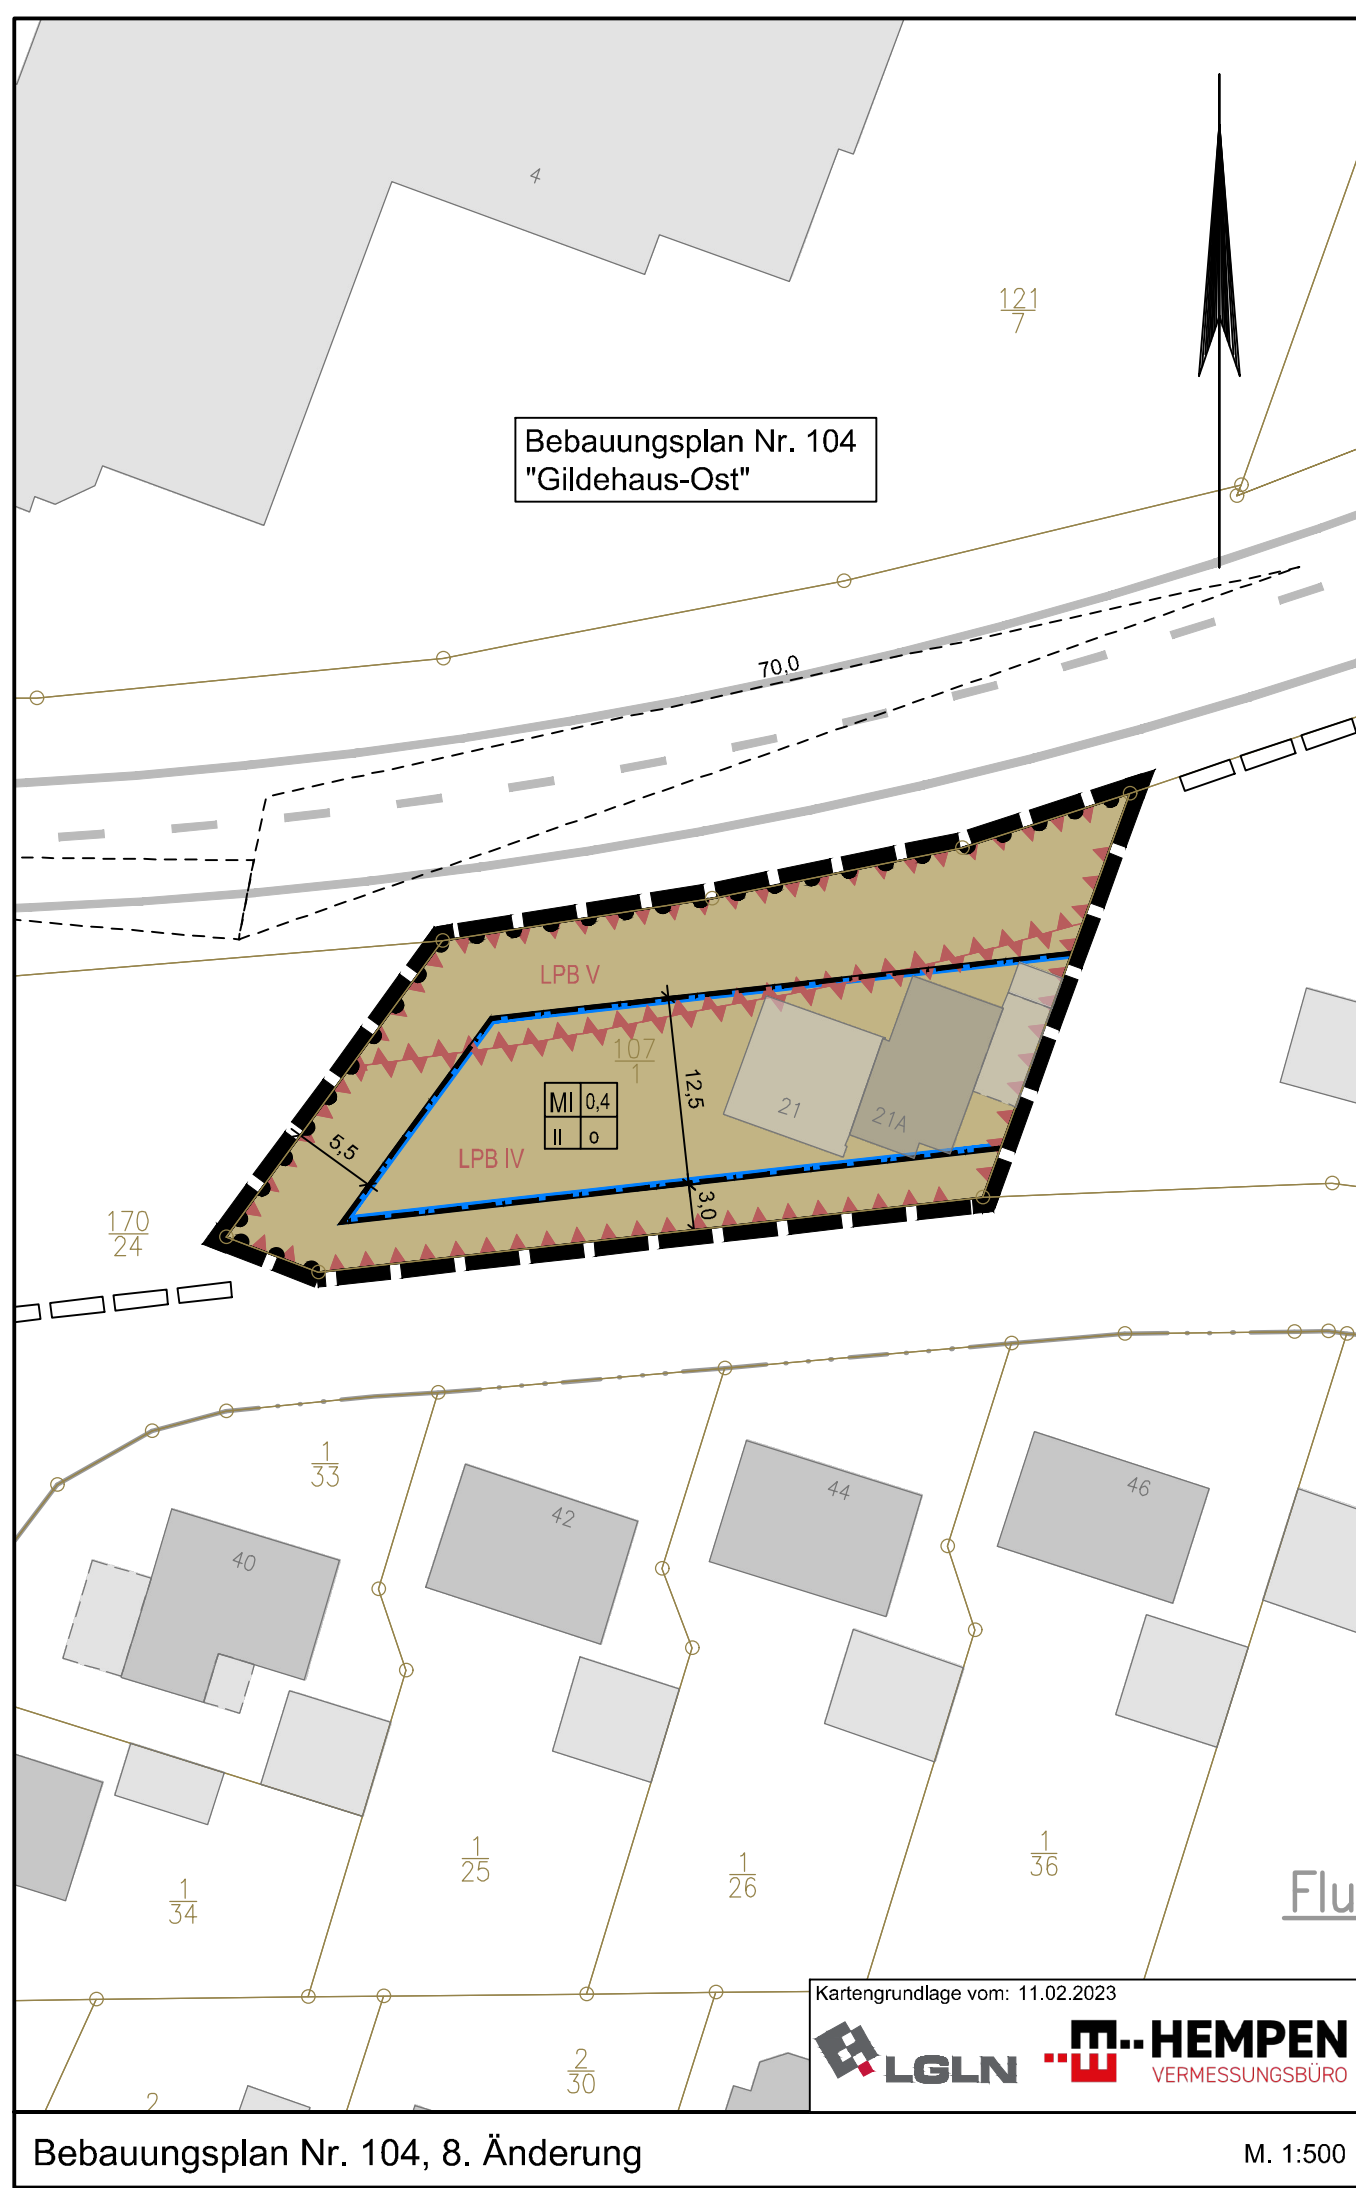 4
121
7
Bebauungsplan Nr. 104
"Gildehaus-Ost"
70,0
LPB V
107
1
12,5
MI 0,4
II o
21
21A
5,5
LPB IV
3,0
170
24
1
33
40
42
44
46
1
34
1
25
1
26
1
36
Flu
Kartengrundlage vom: 11.02.2023
LGLN
HEMPEN
VERMESSUNGSBÜRO
2
30
2
Bebauungsplan Nr. 104, 8. Änderung
M. 1:500